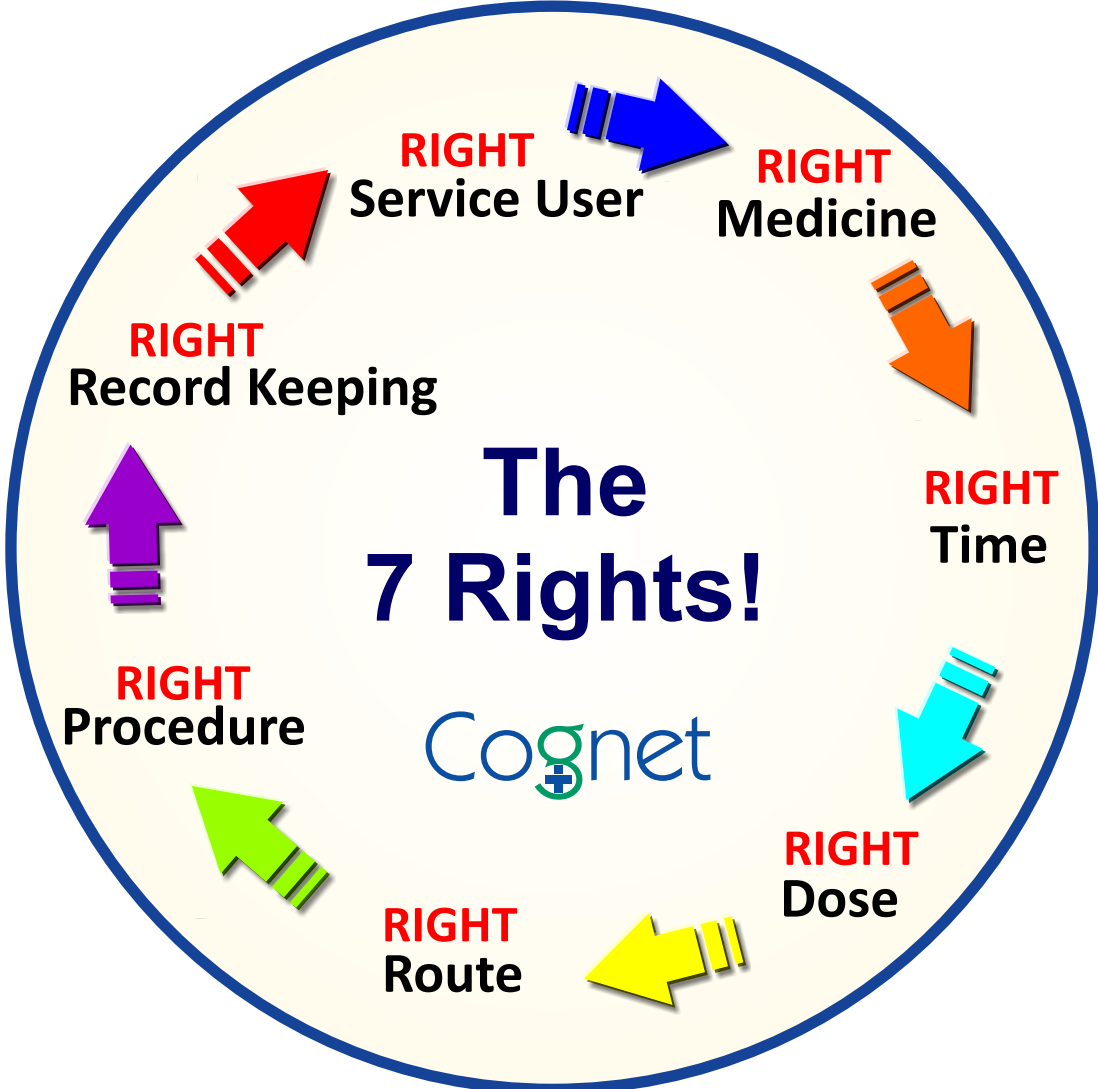 RIGHT
Service User
RIGHT
Medicine
RIGHT
Time
RIGHT
Dose
RIGHT
Route
RIGHT
Procedure
RIGHT
Record Keeping
The
7 Rights!
Cognet